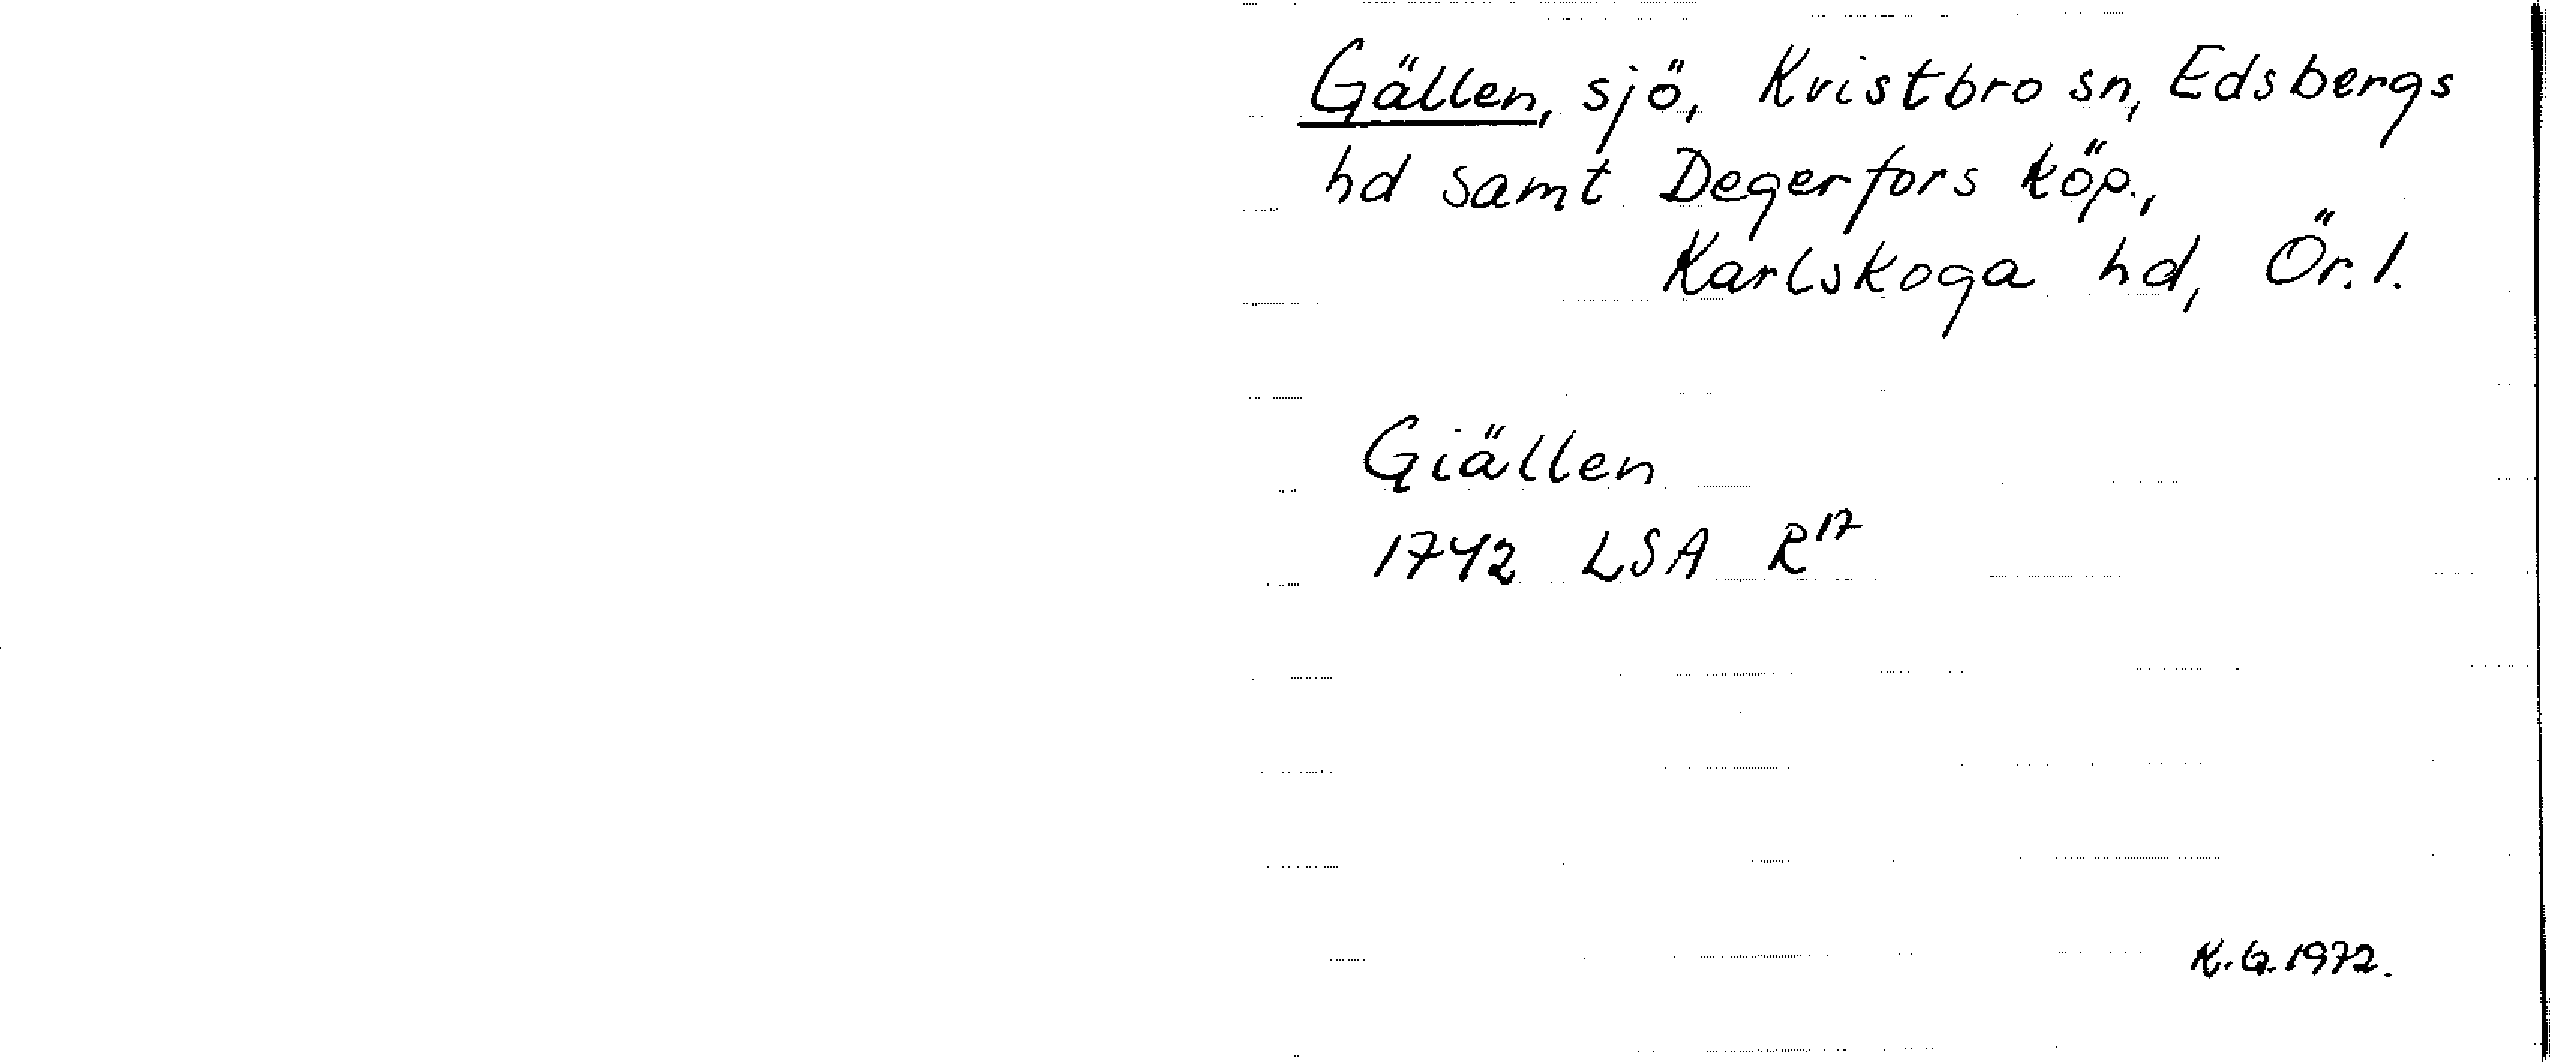 Gällen, sjö, Kvistbro sn, Edsbergs
hd samt Degerfors köp.,
Karlskoga hd, Ör. l.
Giällen
1742 LSA R¹⁷
K.G. 1972.